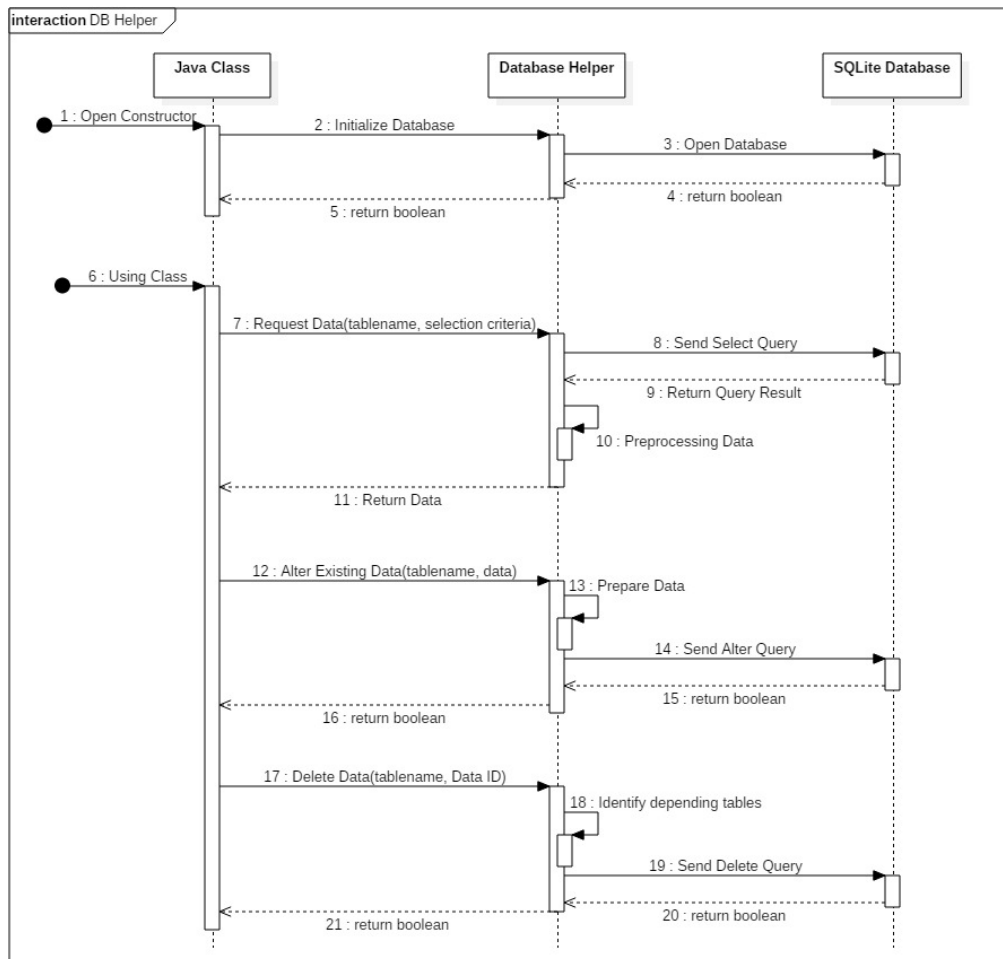 interaction DB Helper
Java Class
Database Helper
SQLite Database
1 : Open Constructor
2 : Initialize Database
3 : Open Database
4 : return boolean
5 : return boolean
6 : Using Class
7 : Request Data(tablename, selection criteria)
8 : Send Select Query
9 : Return Query Result
10 : Preprocessing Data
11 : Return Data
12 : Alter Existing Data(tablename, data)
13 : Prepare Data
14 : Send Alter Query
15 : return boolean
16 : return boolean
17 : Delete Data(tablename, Data ID)
18 : Identify depending tables
19 : Send Delete Query
20 : return boolean
21 : return boolean